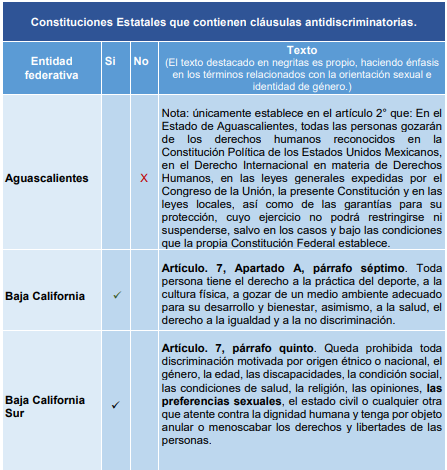 Constituciones Estatales que contienen cláusulas antidiscriminatorias.
Entidad federativa
Si
No
Texto
(El texto destacado en negritas es propio, haciendo énfasis
en los términos relacionados con la orientación sexual e
identidad de género.)
Aguascalientes
X
Nota: únicamente establece en el artículo 2° que: En el
Estado de Aguascalientes, todas las personas gozarán
de los derechos humanos reconocidos en la
Constitución Política de los Estados Unidos Mexicanos,
en el Derecho Internacional en materia de Derechos
Humanos, en las leyes generales expedidas por el
Congreso de la Unión, la presente Constitución y en las
leyes locales, así como de las garantías para su
protección, cuyo ejercicio no podrá restringirse ni
suspenderse, salvo en los casos y bajo las condiciones
que la propia Constitución Federal establece.
Baja California
✓
Artículo. 7, Apartado A, párrafo séptimo. Toda
persona tiene el derecho a la práctica del deporte, a
la cultura física, a gozar de un medio ambiente adecuado
para su desarrollo y bienestar, asimismo, a la salud, el
derecho a la igualdad y a la no discriminación.
Baja California
Sur
✓
Artículo. 7, párrafo quinto. Queda prohibida toda
discriminación motivada por origen étnico o nacional, el
género, la edad, las discapacidades, la condición social,
las condiciones de salud, la religión, las opiniones, las
preferencias sexuales, el estado civil o cualquier otra
que atente contra la dignidad humana y tenga por objeto
anular o menoscabar los derechos y libertades de las
personas.